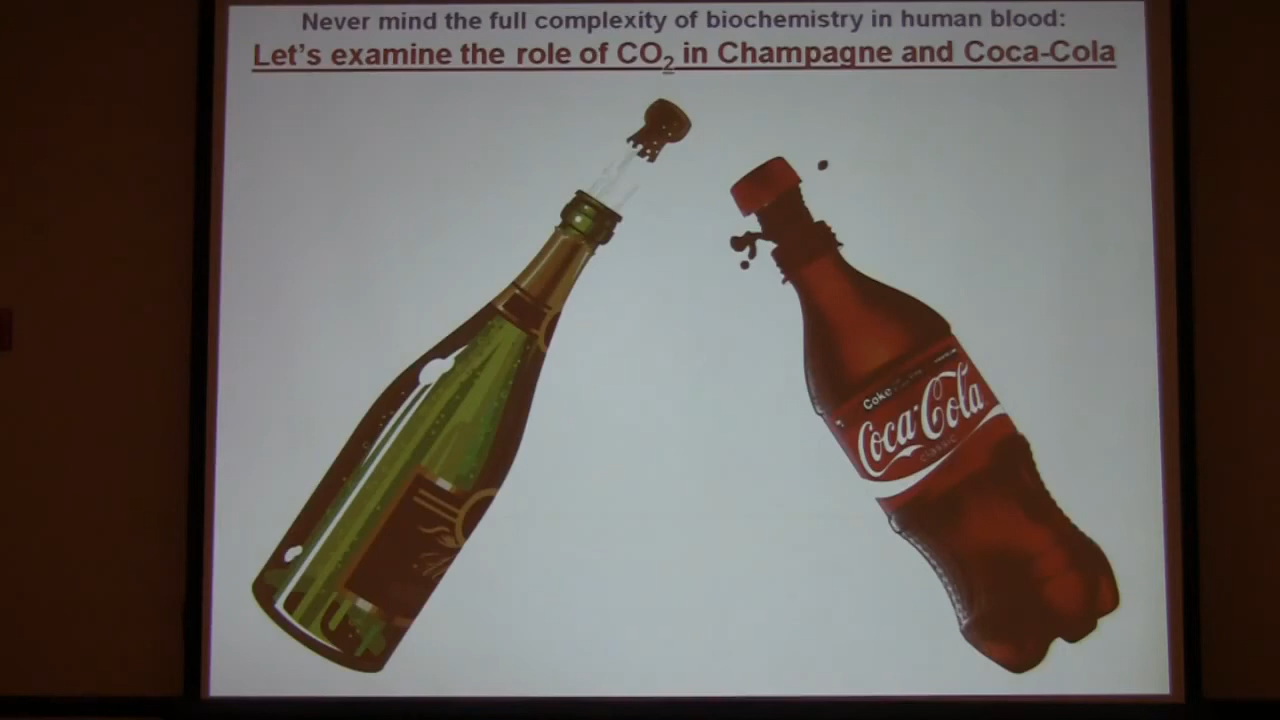 Never mind the full complexity of biochemistry in human blood:
Let’s examine the role of CO₂ in Champagne and Coca-Cola
Coke
Coca-Cola
CLASSIC